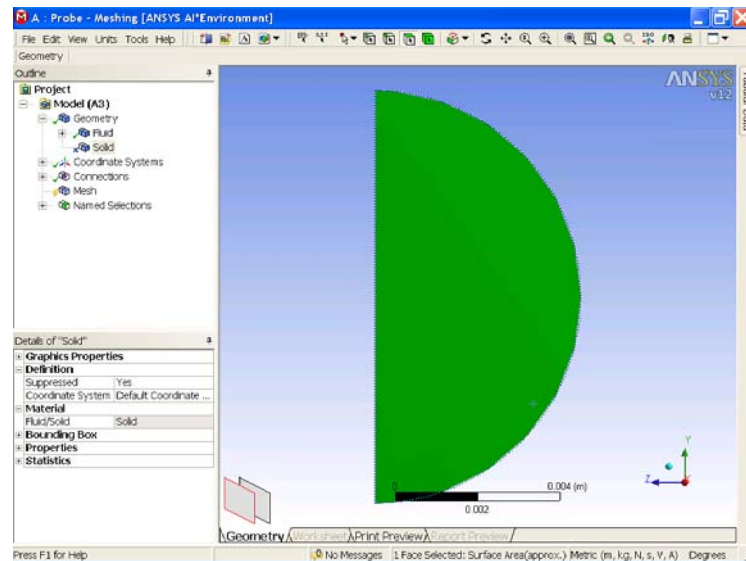 A : Probe - Meshing [ANSYS AI*Environment]
File Edit View Units Tools Help
Geometry
Outline
Project
Model (A3)
Geometry
Fluid
Solid
Coordinate Systems
Connections
Mesh
Named Selections
ANSYS
v12
Details of "Solid"
Graphics Properties
Definition
Suppressed Yes
Coordinate System Default Coordinate ...
Material
Fluid/Solid Solid
Bounding Box
Properties
Statistics
Y
Z
0 0.004 (m)
0.002
Geometry Worksheet Print Preview Report Preview
Press F1 for Help No Messages 1 Face Selected: Surface Area(approx.) Metric (m, kg, N, s, V, A) Degrees